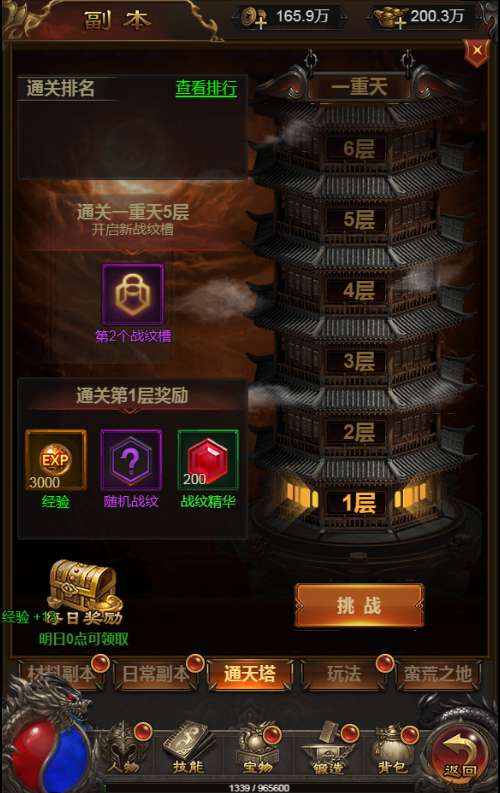 副本
165.9万
200.3万
通关排名
查看排行
一重天
6层
5层
通关一重天5层
开启新战纹槽
4层
第2个战纹槽
3层
通关第1层奖励
2层
EXP
3000
?
200
1层
经验
随机战纹
战纹精华
经验 +13
每日奖励
明日0点可领取
挑战
材料副本
日常副本
通天塔
玩法
蛮荒之地
人物
技能
宝物
锻造
背包
返回
1339 / 965600